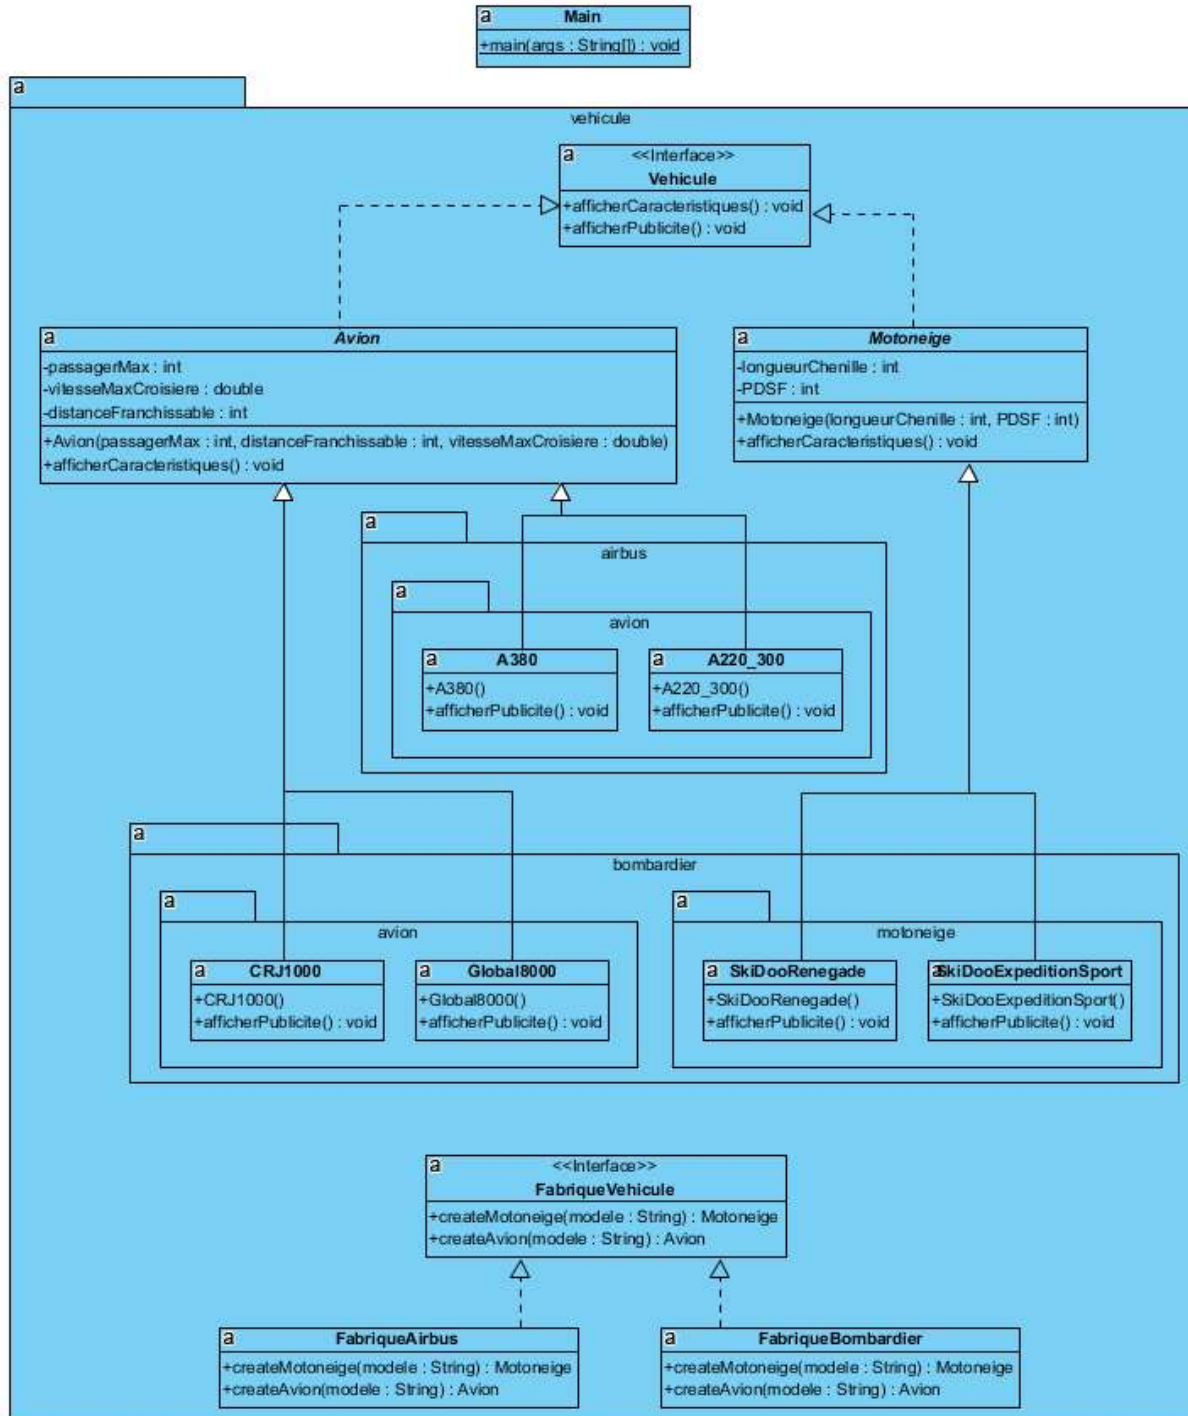 a
Main
+main(args : String[]) : void
a
vehicule
a
<<Interface>>
Vehicule
+afficherCaracteristiques() : void
+afficherPublicite() : void
a
Avion
-passagerMax : int
-vitesseMaxCroisiere : double
-distanceFranchissable : int
+Avion(passagerMax : int, distanceFranchissable : int, vitesseMaxCroisiere : double)
+afficherCaracteristiques() : void
a
Motoneige
-longueurChenille : int
-PDSF : int
+Motoneige(longueurChenille : int, PDSF : int)
+afficherCaracteristiques() : void
a
airbus
a
avion
a
A380
+A380()
+afficherPublicite() : void
a
A220_300
+A220_300()
+afficherPublicite() : void
a
bombardier
a
avion
a
CRJ1000
+CRJ1000()
+afficherPublicite() : void
a
Global8000
+Global8000()
+afficherPublicite() : void
a
motoneige
a
SkiDooRenegade
+SkiDooRenegade()
+afficherPublicite() : void
a
SkiDooExpeditionSport
+SkiDooExpeditionSport()
+afficherPublicite() : void
a
<<Interface>>
FabriqueVehicule
+createMotoneige(modele : String) : Motoneige
+createAvion(modele : String) : Avion
a
FabriqueAirbus
+createMotoneige(modele : String) : Motoneige
+createAvion(modele : String) : Avion
a
FabriqueBombardier
+createMotoneige(modele : String) : Motoneige
+createAvion(modele : String) : Avion